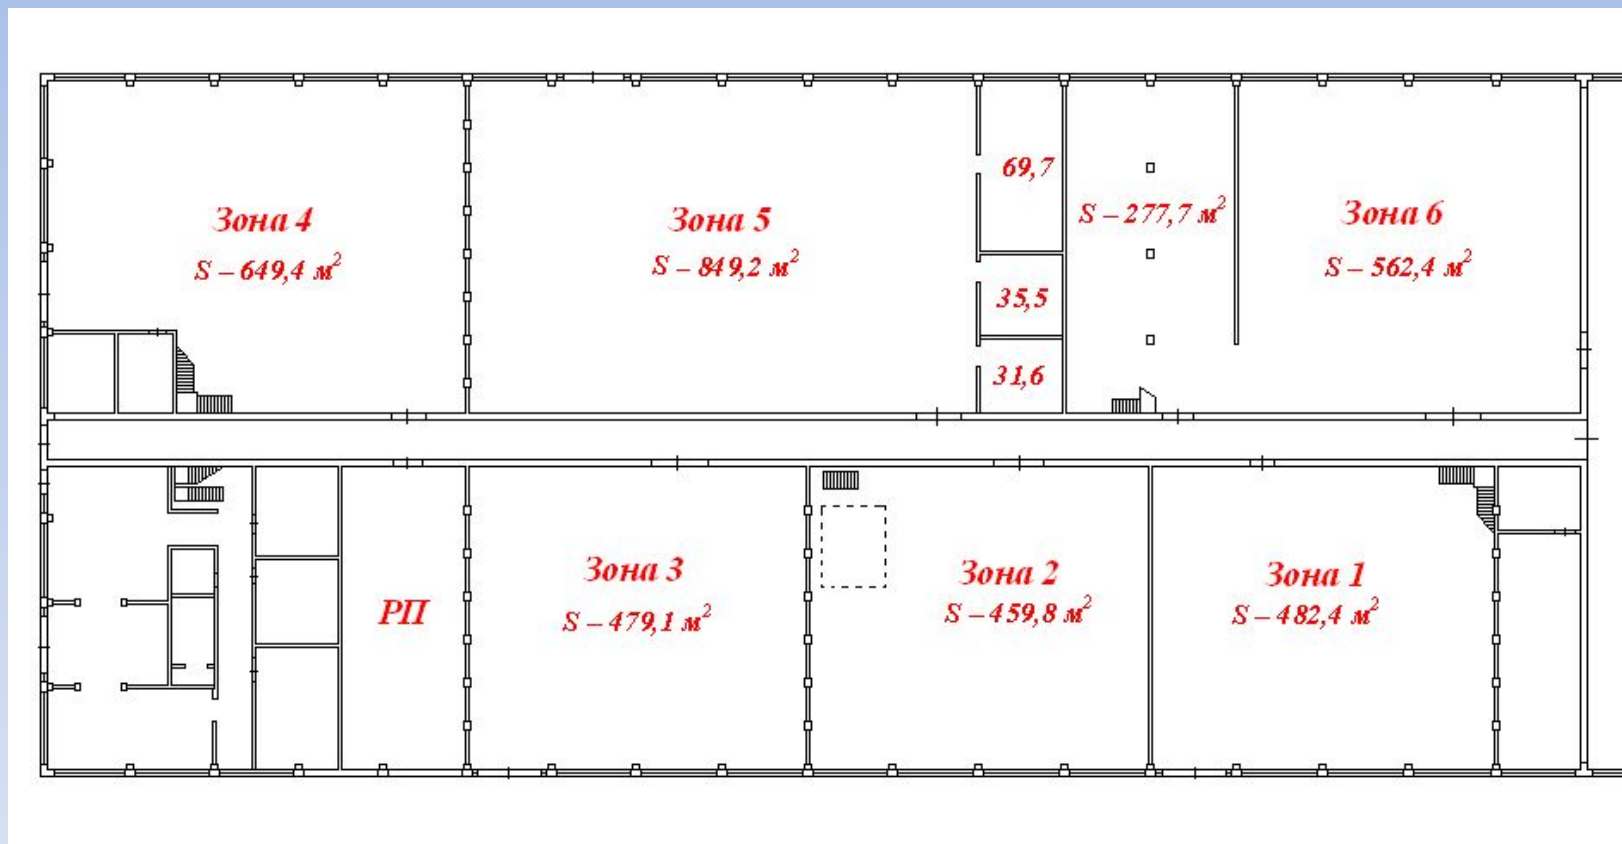 Зона 4
S – 649,4 м²
Зона 5
S – 849,2 м²
69,7
35,5
31,6
S – 277,7 м²
Зона 6
S – 562,4 м²
РП
Зона 3
S – 479,1 м²
Зона 2
S – 459,8 м²
Зона 1
S – 482,4 м²